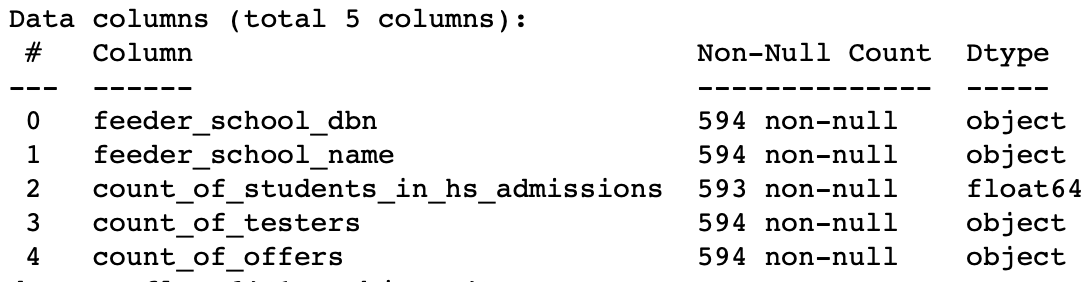 Data columns (total 5 columns):
 #   Column                              Non-Null Count  Dtype
---  ------                              --------------  -----
 0   feeder_school_dbn                   594 non-null    object
 1   feeder_school_name                  594 non-null    object
 2   count_of_students_in_hs_admissions  593 non-null    float64
 3   count_of_testers                    594 non-null    object
 4   count_of_offers                     594 non-null    object